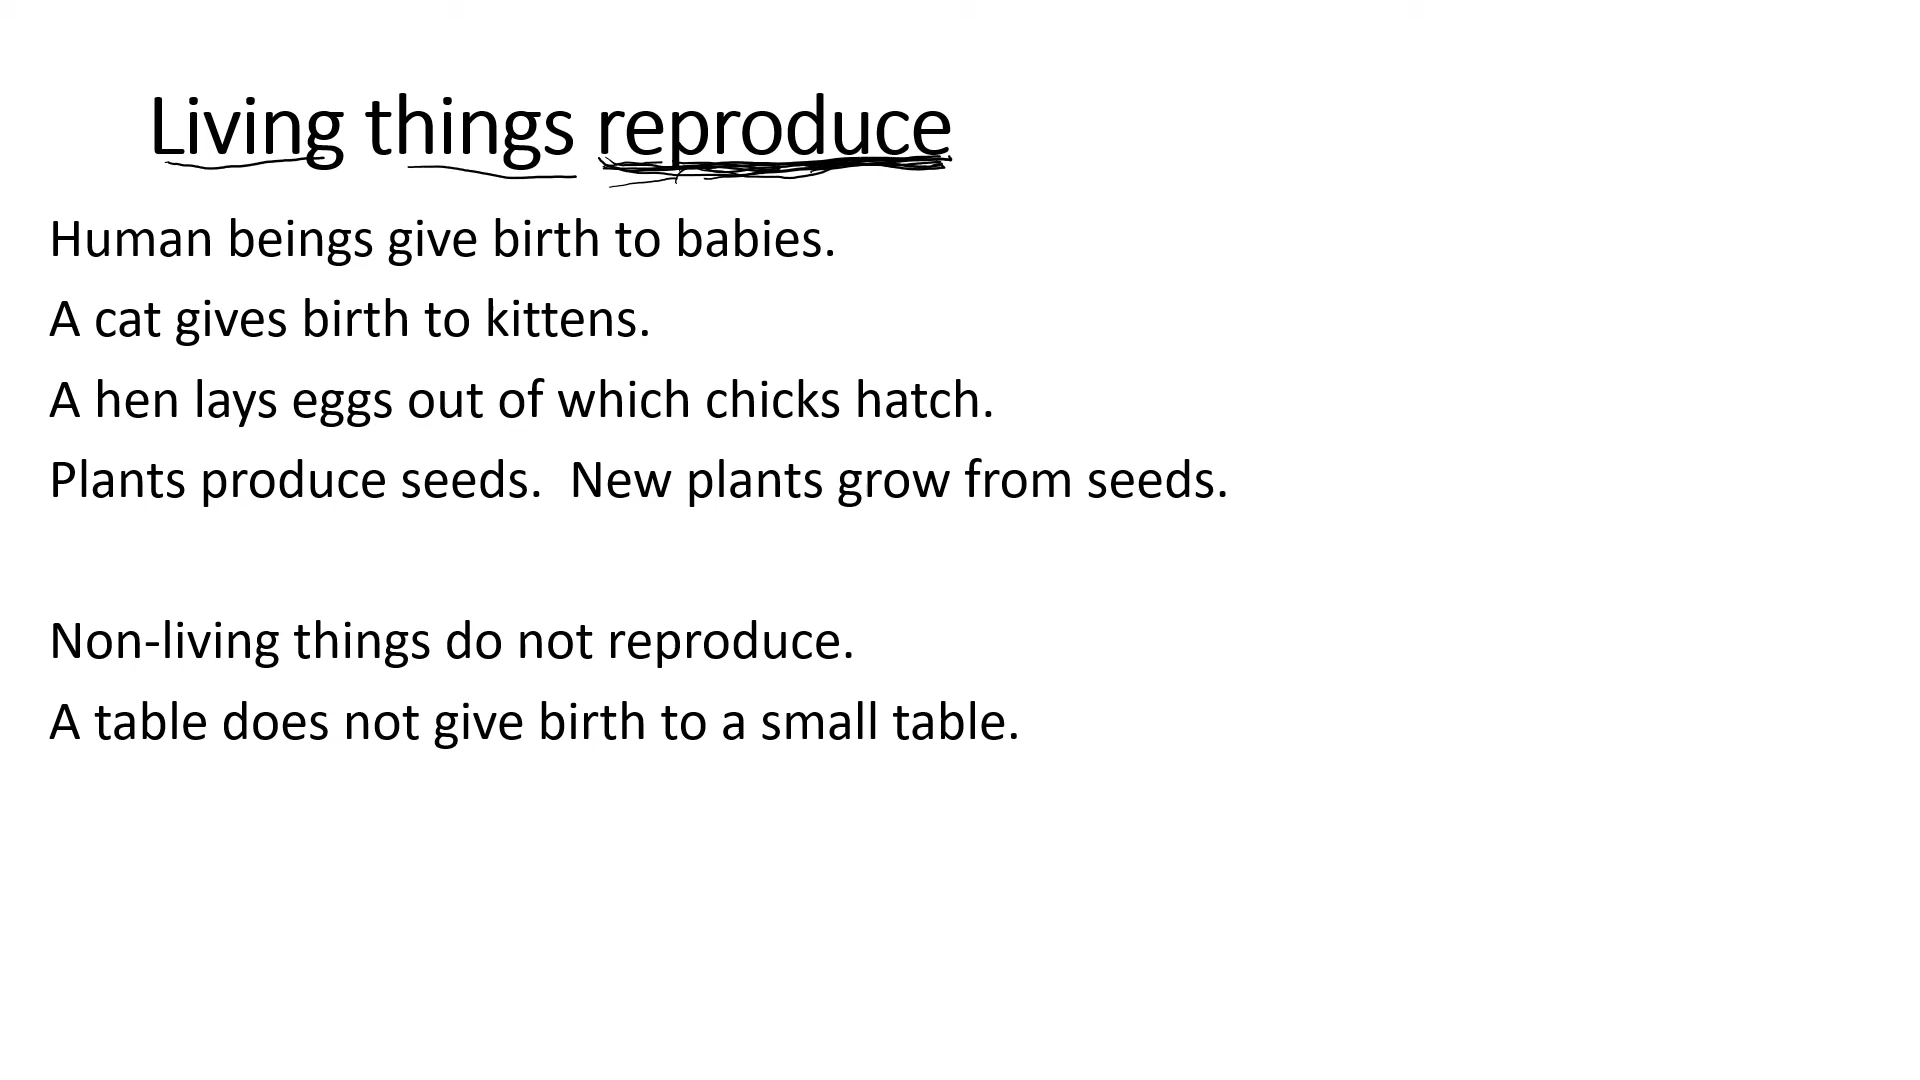 Living things reproduce
Human beings give birth to babies.
A cat gives birth to kittens.
A hen lays eggs out of which chicks hatch.
Plants produce seeds.  New plants grow from seeds.
Non-living things do not reproduce.
A table does not give birth to a small table.